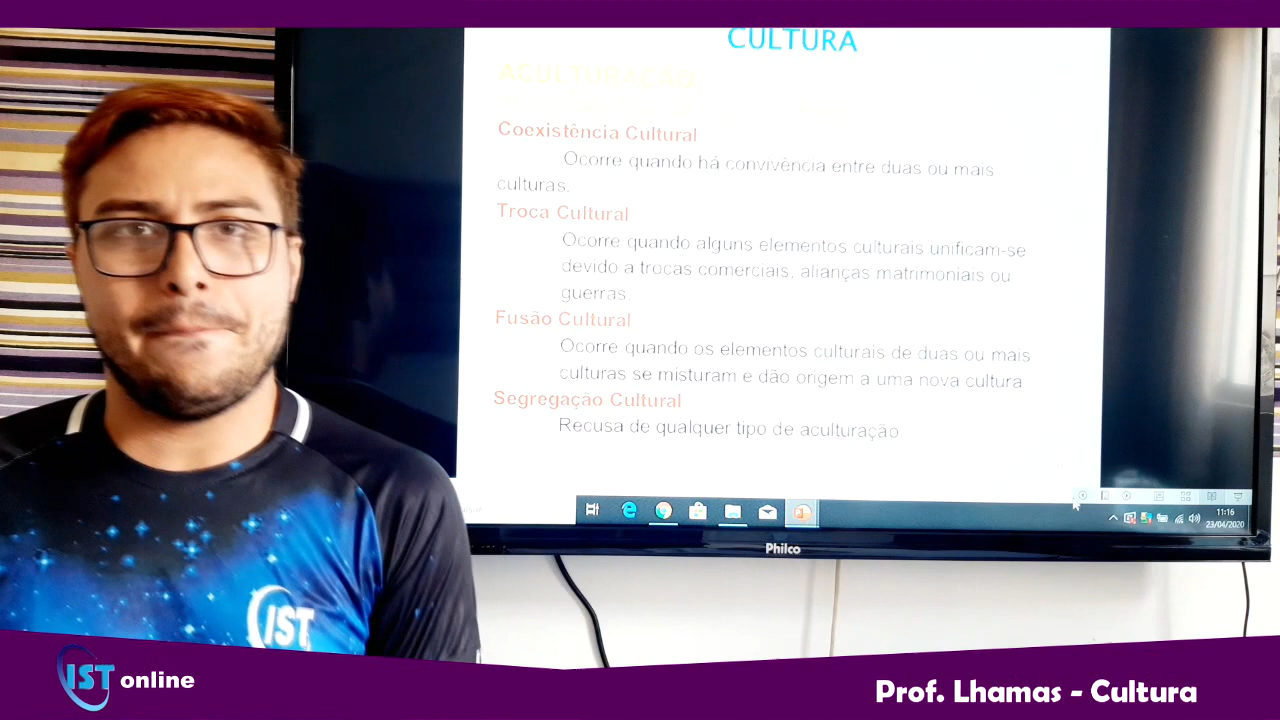 CULTURA
ACULTURAÇÃO
Coexistência Cultural
Ocorre quando há convivência entre duas ou mais
culturas.
Troca Cultural
Ocorre quando alguns elementos culturais unificam-se
devido a trocas comerciais, alianças matrimoniais ou
guerras.
Fusão Cultural
Ocorre quando os elementos culturais de duas ou mais
culturas se misturam e dão origem a uma nova cultura
Segregação Cultural
Recusa de qualquer tipo de aculturação
11:16
23/04/2020
Philco
IST
IST online
Prof. Lhamas - Cultura